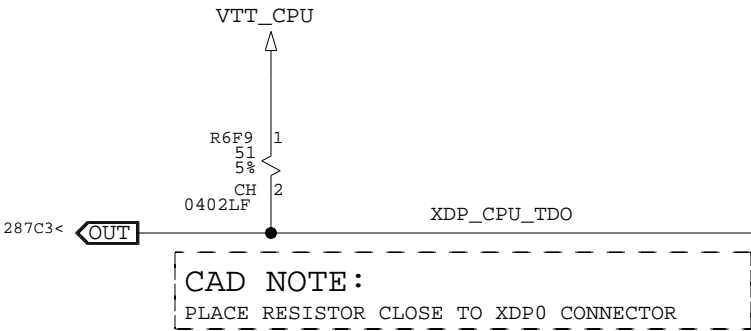 VTT_CPU
R6F9 1
51
5%
CH 2
0402LF
XDP_CPU_TDO
287C3< OUT
CAD NOTE:
PLACE RESISTOR CLOSE TO XDP0 CONNECTOR